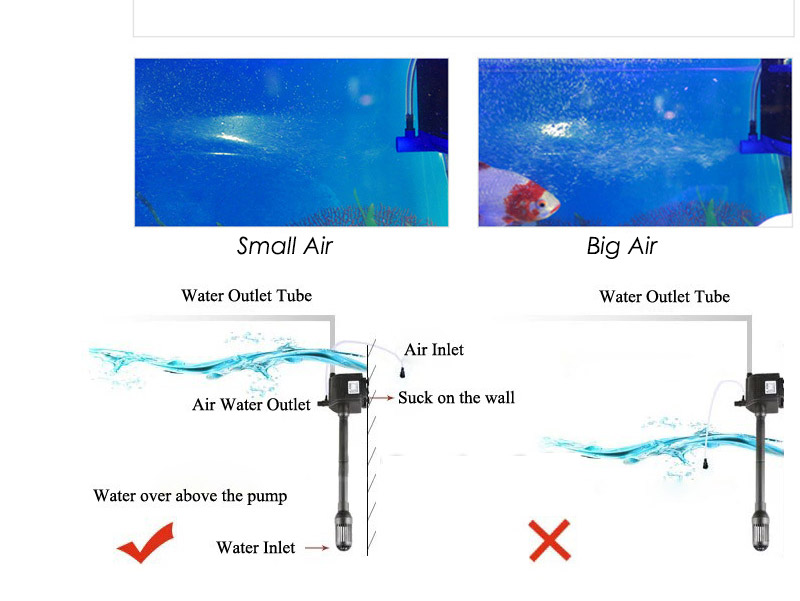 Small Air
Big Air
Water Outlet Tube
Water Outlet Tube
Air Inlet
Suck on the wall
Air Water Outlet
Water over above the pump
Water Inlet